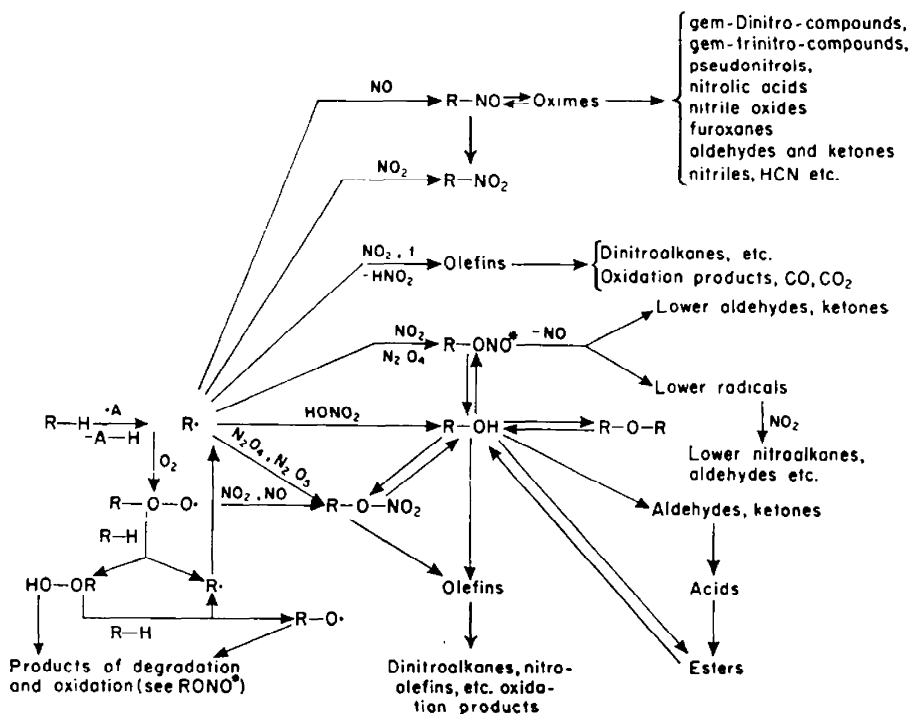 gem-Dinitro-compounds,
gem-trinitro-compounds,
pseudonitrols,
nitrolic acids
nitrile oxides
furoxanes
aldehydes and ketones
nitriles, HCN etc.
NO
R—NO
Oximes
NO₂
R—NO₂
NO₂, †
-HNO₂
Olefins
Dinitroalkanes, etc.
Oxidation products, CO, CO₂
Lower aldehydes, ketones
NO₂
N₂O₄
R—ONO*
-NO
Lower radicals
NO₂
Lower nitroalkanes,
aldehydes etc.
R—H
·A
-A—H
R·
HONO₂
R—OH
R—O—R
O₂
N₂O₄, N₂O₅
R—O—O·
NO₂, NO
R—O—NO₂
Aldehydes, ketones
R—H
HO—OR
R·
Olefins
Acids
R—H
R—O·
Products of degradation
and oxidation (see RONO*)
Dinitroalkanes, nitro-
olefins, etc. oxida-
tion products
Esters